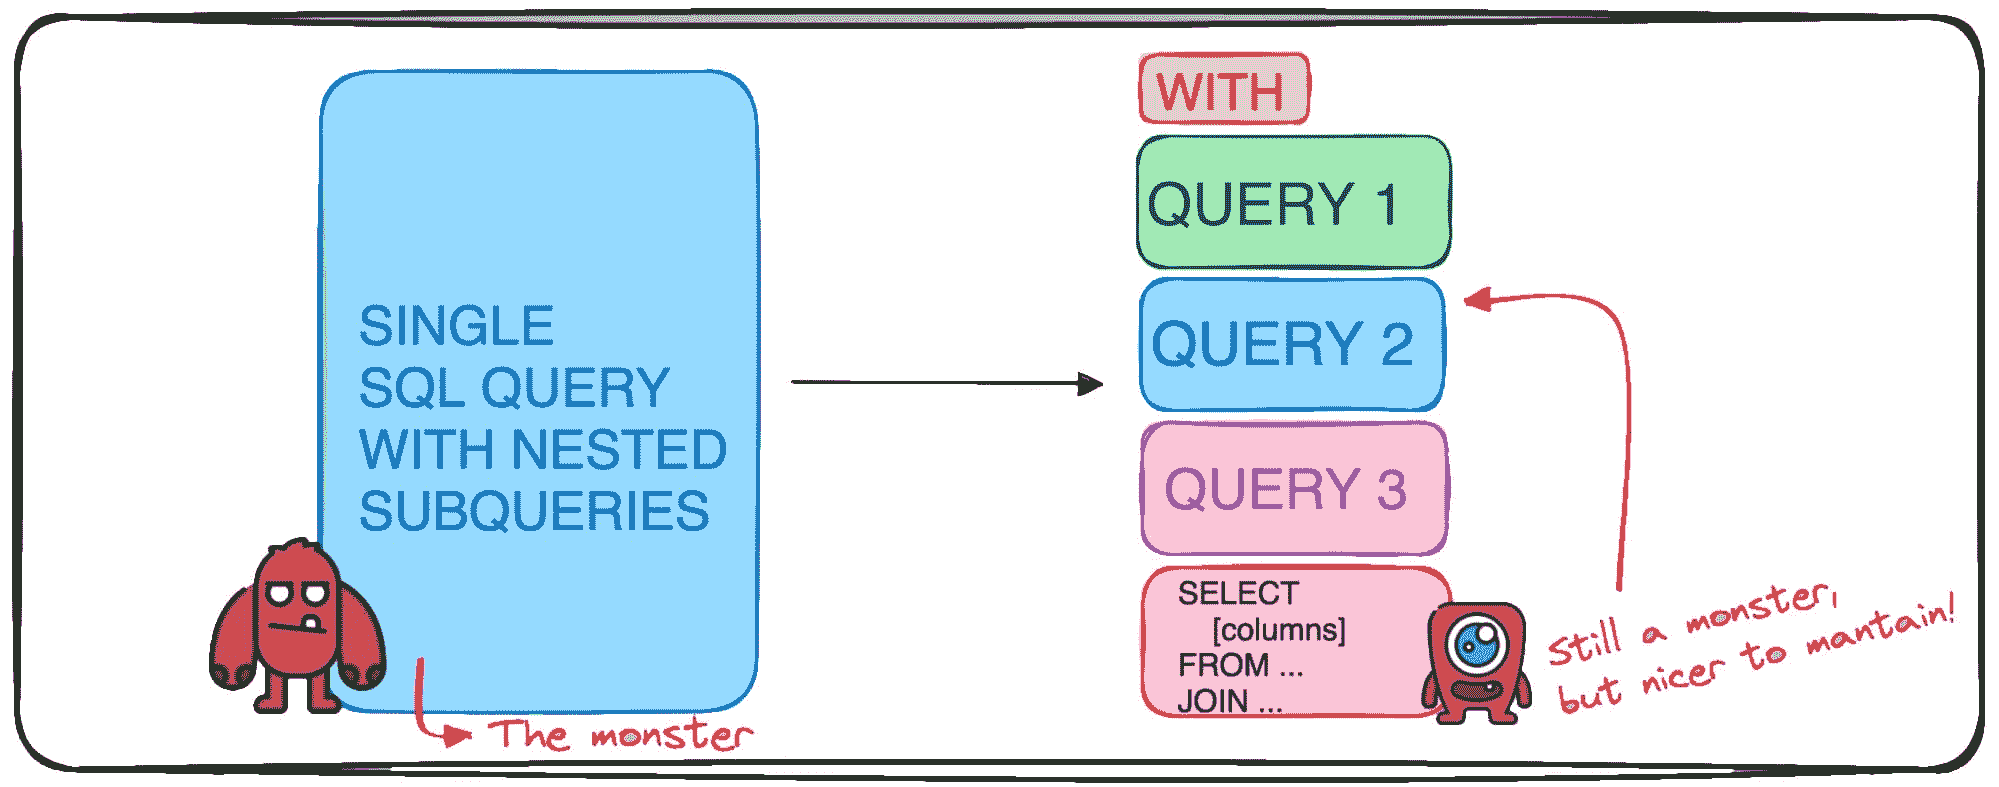 SINGLE
SQL QUERY
WITH NESTED
SUBQUERIES
The monster
WITH
QUERY 1
QUERY 2
QUERY 3
SELECT
[columns]
FROM ...
JOIN ...
Still a monster,
but nicer to mantain!